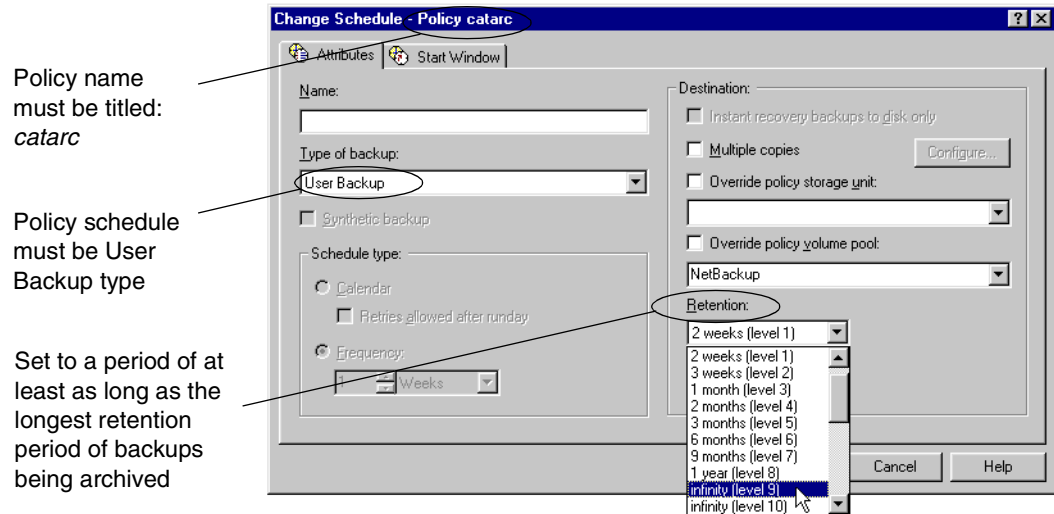 Change Schedule - Policy catarc
Attributes
Start Window
Policy name
must be titled:
catarc
Name:
Type of backup:
User Backup
Synthetic backup
Policy schedule
must be User
Backup type
Schedule type:
Calendar
Retries allowed after runday
Frequency:
1 Weeks
Set to a period of at
least as long as the
longest retention
period of backups
being archived
Destination:
Instant recovery backups to disk only
Multiple copies
Configure...
Override policy storage unit:
Override policy volume pool:
NetBackup
Retention:
2 weeks (level 1)
2 weeks (level 1)
3 weeks (level 2)
1 month (level 3)
2 months (level 4)
3 months (level 5)
6 months (level 6)
9 months (level 7)
1 year (level 8)
infinity (level 9)
infinity (level 10)
Cancel
Help